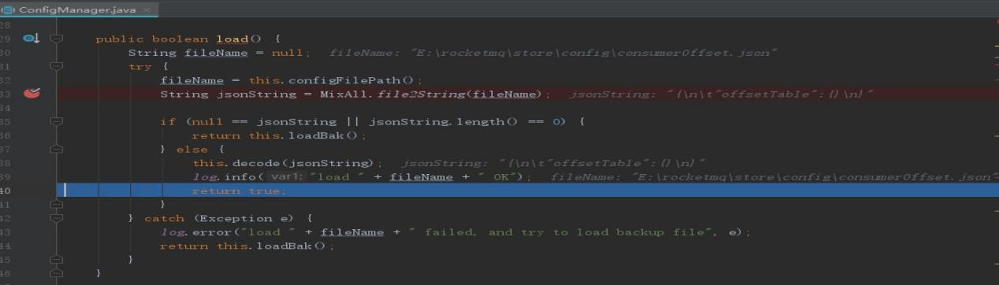 ConfigManager.java
28
29 public boolean load() {
30 String fileName = null; fileName: "E:\rocketmq\store\config\consumerOffset.json"
31 try {
32 fileName = this.configFilePath();
33 String jsonString = MixAll.file2String(fileName); jsonString: "{\n\t"offsetTable":{}\n}"
34
35 if (null == jsonString || jsonString.length() == 0) {
36 return this.loadBak();
37 } else {
38 this.decode(jsonString); jsonString: "{\n\t"offsetTable":{}\n}"
39 log.info( var1: "load " + fileName + " OK"); fileName: "E:\rocketmq\store\config\consumerOffset.json"
40 return true;
41 }
42 } catch (Exception e) {
43 log.error("load " + fileName + " failed, and try to load backup file", e);
44 return this.loadBak();
45 }
46 }